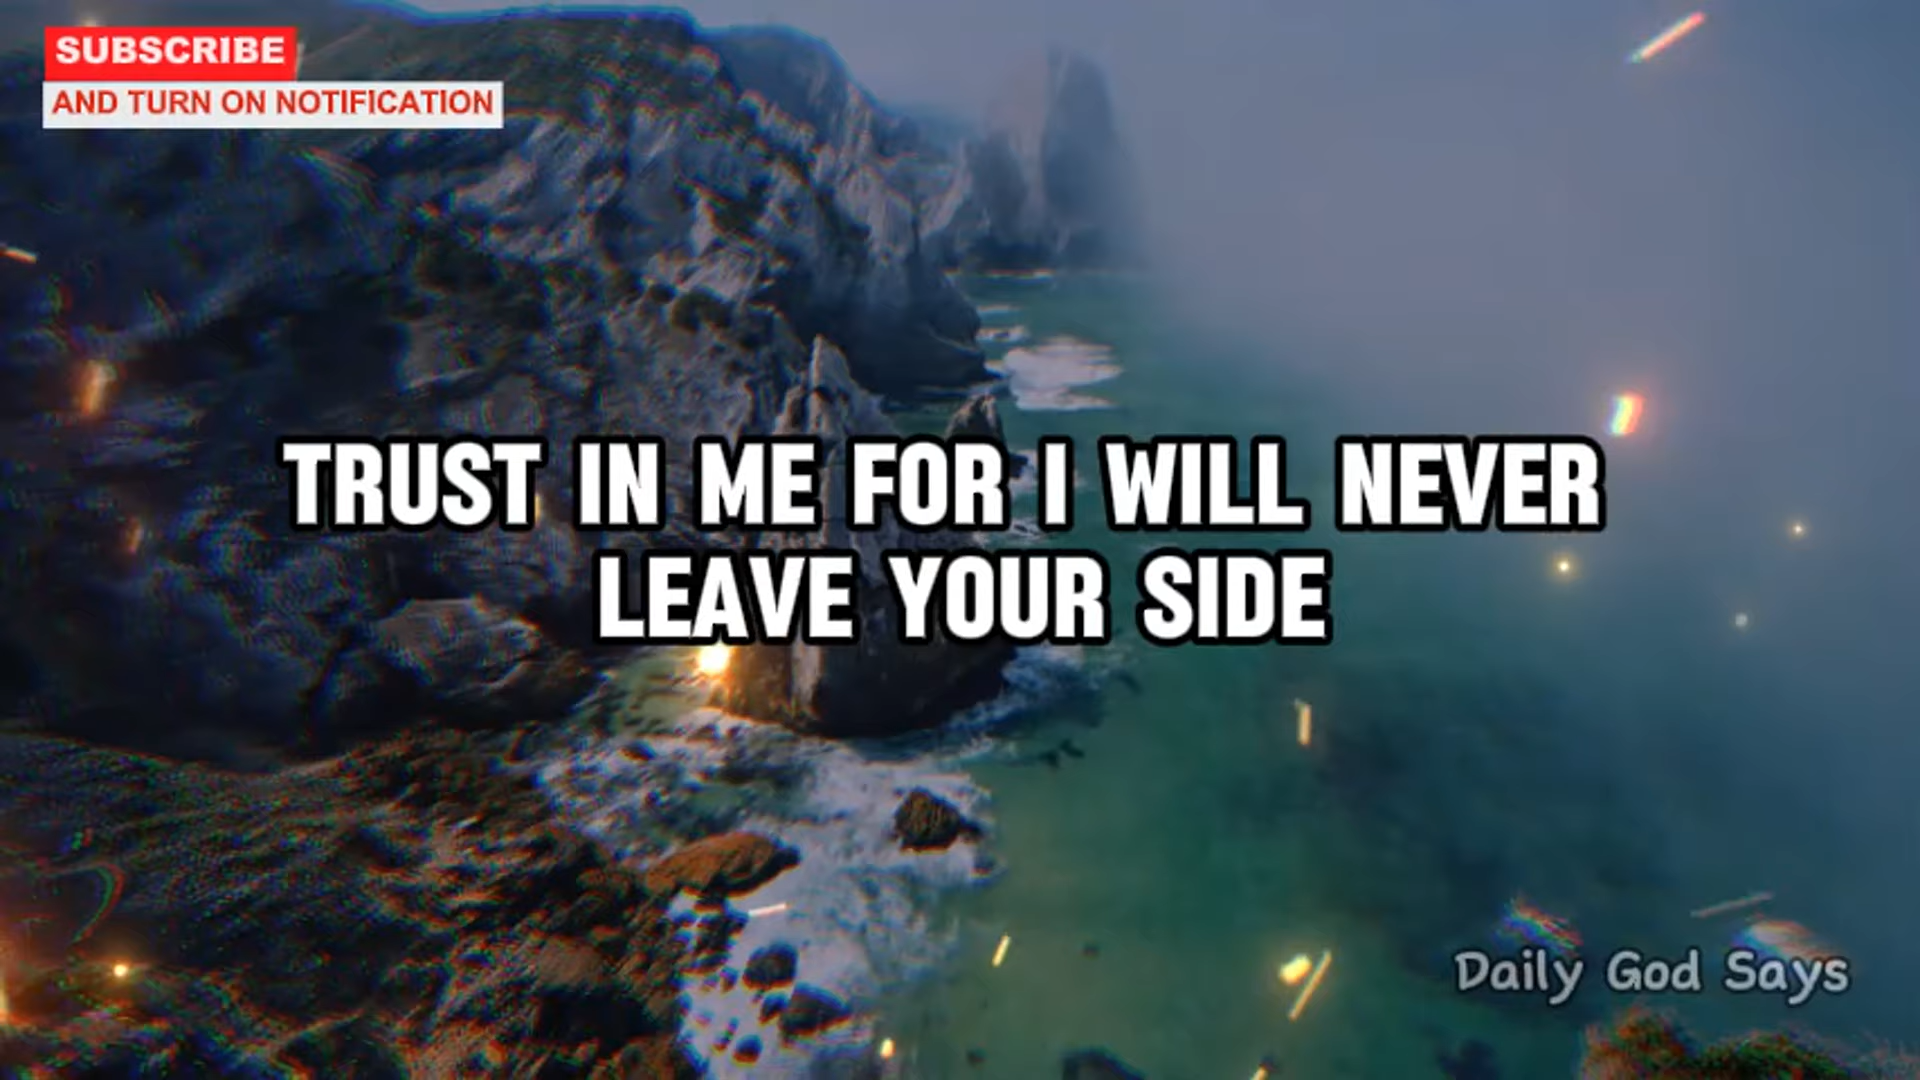 SUBSCRIBE
AND TURN ON NOTIFICATION
TRUST IN ME FOR I WILL NEVER
LEAVE YOUR SIDE
Daily God Says